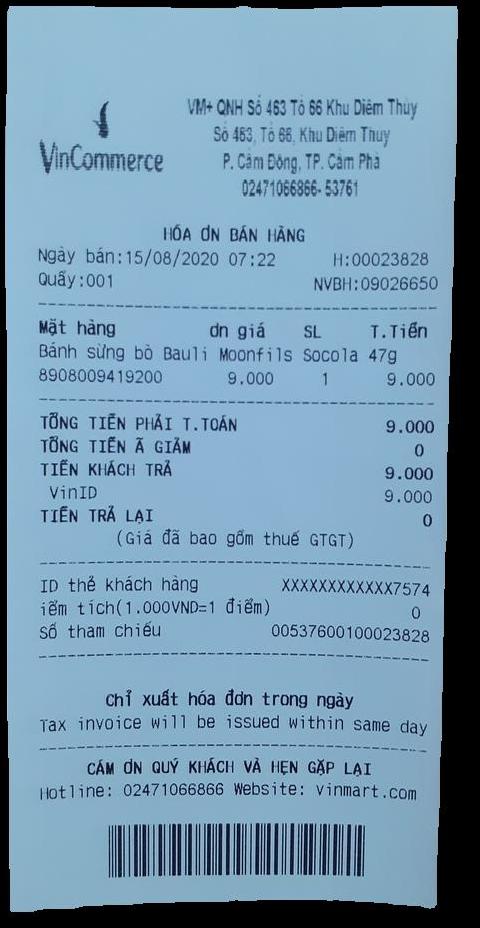 VinCommerce
VM+ QNH Số 463 Tổ 66 Khu Diêm Thủy
Số 463, Tổ 66, Khu Diêm Thuy
P. Cẩm Đông, TP. Cẩm Phả
02471066866- 53761
HÓA ƠN BÁN HÀNG
Ngày bán:15/08/2020 07:22 H:00023828
Quầy:001 NVBH:09026650
Mặt hàng ơn giá SL T.Tiền
Bánh sừng bò Bauli Moonfils Socola 47g
8908009419200 9.000 1 9.000
TỔNG TIỀN PHẢI T.TOÁN 9.000
TỔNG TIỀN Ã GIẢM 0
TIỀN KHÁCH TRẢ 9.000
VinID 9.000
TIỀN TRẢ LẠI 0
(Giá đã bao gồm thuế GTGT)
ID thẻ khách hàng XXXXXXXXXXXX7574
iểm tích(1.000VND=1 điểm) 0
Số tham chiếu 00537600100023828
Chỉ xuất hóa đơn trong ngày
Tax invoice will be issued within same day
CẢM ƠN QUÝ KHÁCH VÀ HẸN GẶP LẠI
Hotline: 02471066866 Website: vinmart.com